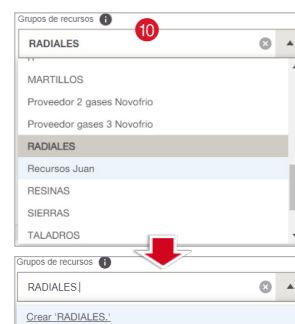 Grupos de recursos i
10
RADIALES
MARTILLOS
Proveedor 2 gases Novofrio
Proveedor gases 3 Novofrio
RADIALES
Recursos Juan
RESINAS
SIERRAS
TALADROS
Grupos de recursos i
RADIALES
Crear 'RADIALES.'